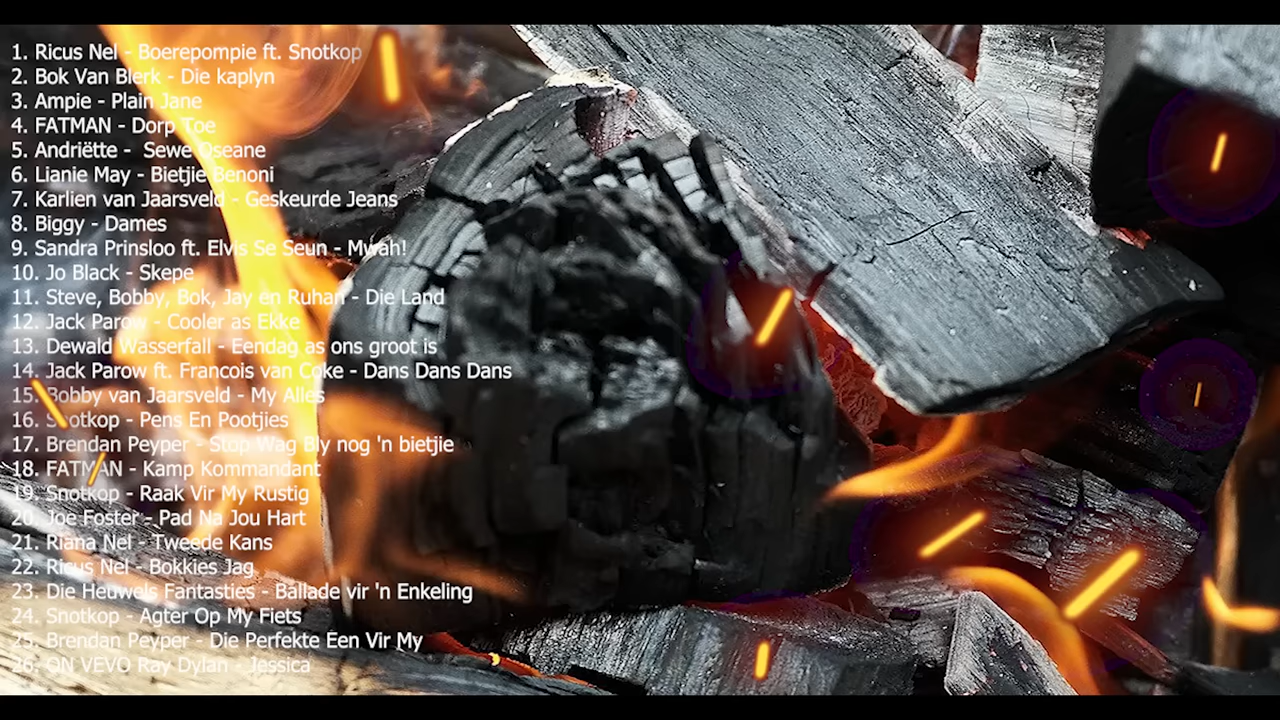 1. Ricus Nel - Boerepompie ft. Snotkop
2. Bok Van Blerk - Die kaplyn
3. Ampie - Plain Jane
4. FATMAN - Dorp Toe
5. Andriëtte -  Sewe Oseane
6. Lianie May - Bietjie Benoni
7. Karlien van Jaarsveld - Geskeurde Jeans
8. Biggy - Dames
9. Sandra Prinsloo ft. Elvis Se Seun - Mwah!
10. Jo Black - Skepe
11. Steve, Bobby, Bok, Jay en Ruhan - Die Land
12. Jack Parow - Cooler as Ekke
13. Dewald Wasserfall - Eendag as ons groot is
14. Jack Parow ft. Francois van Coke - Dans Dans Dans
15. Bobby van Jaarsveld - My Alles
16. Snotkop - Pens En Pootjies
17. Brendan Peyper - Stop Wag Bly nog 'n bietjie
18. FATMAN - Kamp Kommandant
19. Snotkop - Raak Vir My Rustig
20. Joe Foster - Pad Na Jou Hart
21. Riana Nel - Tweede Kans
22. Ricus Nel - Bokkies Jag
23. Die Heuwels Fantasties - Ballade vir 'n Enkeling
24. Snotkop - Agter Op My Fiets
25. Brendan Peyper - Die Perfekte Een Vir My
26. ON VEVO Ray Dylan - Jessica